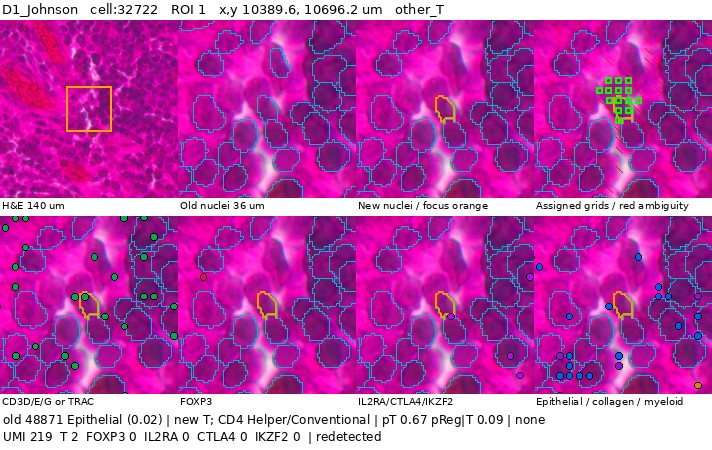 D1_Johnson cell:32722 ROI 1 x,y 10389.6, 10696.2 um other_T
H&E 140 um
Old nuclei 36 um
New nuclei / focus orange
Assigned grids / red ambiguity
CD3D/E/G or TRAC
FOXP3
IL2RA/CTLA4/IKZF2
Epithelial / collagen / myeloid
old 48871 Epithelial (0.02) | new T; CD4 Helper/Conventional | pT 0.67 pReg|T 0.09 | none
UMI 219 T 2 FOXP3 0 IL2RA 0 CTLA4 0 IKZF2 0 | redetected